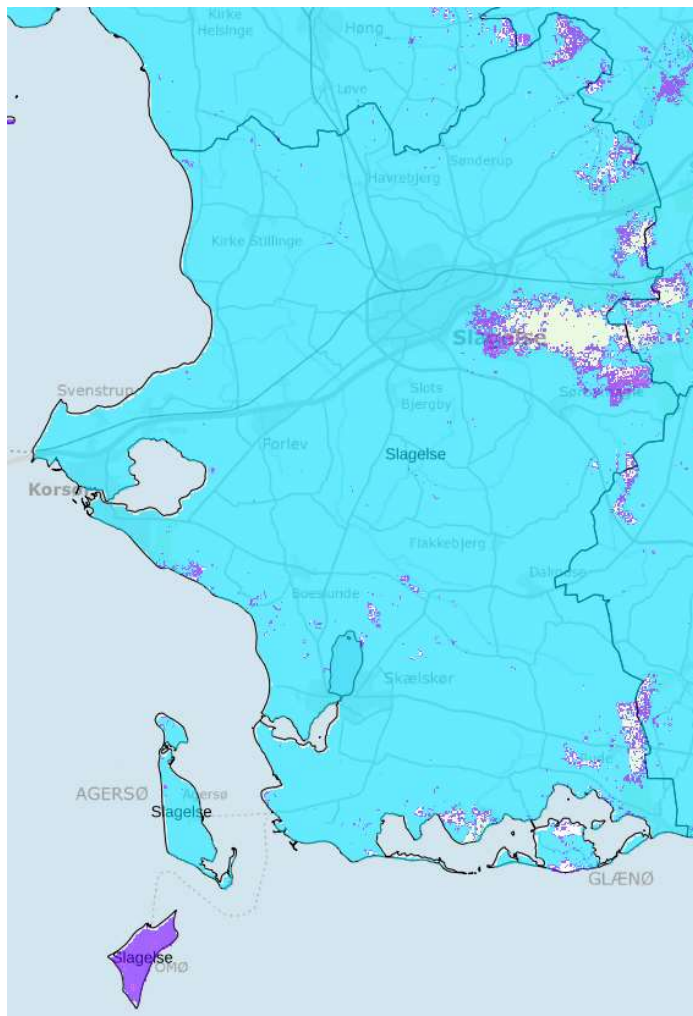 Kirke
Helsinge
Høng
Løve
Sønderup
Havrebjerg
Kirke Stillinge
Slagelse
Svenstrup
Slots
Bjergby
Forlev
Slagelse
Korsør
Flakkebjerg
Dalmose
Boeslunde
Skælskør
AGERSØ
Agersø
Slagelse
GLÆNØ
Slagelse
OMØ